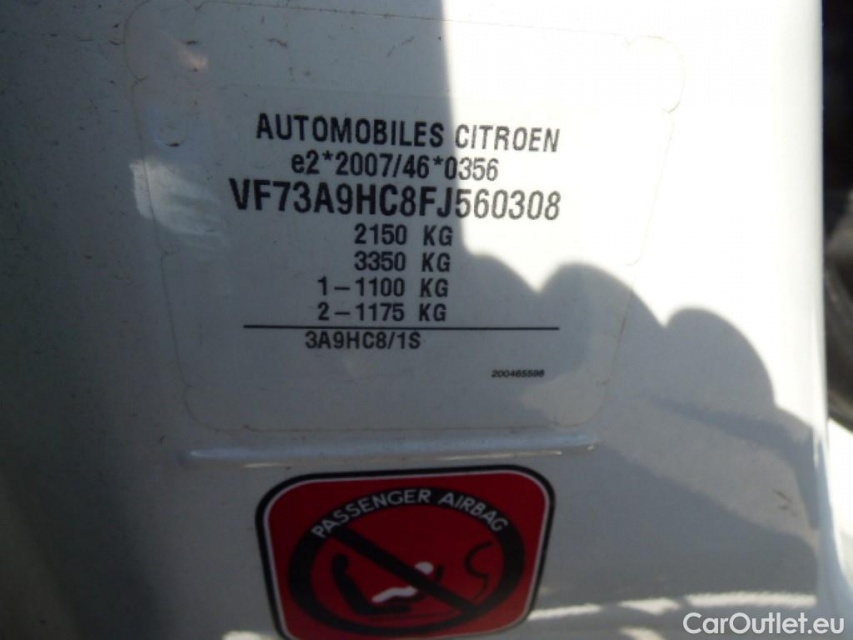 AUTOMOBILES CITROEN
e2*2007/46*0356
VF73A9HC8FJ560308
2150 KG
3350 KG
1-1100 KG
2-1175 KG
3A9HC8/1S
200465598
PASSENGER AIRBAG
CarOutlet.eu